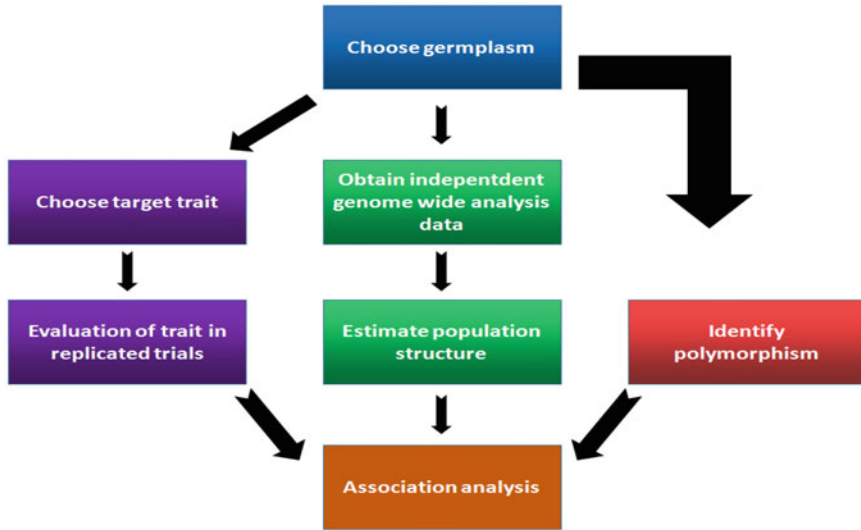 Choose germplasm
Choose target trait
Obtain indepentdent
genome wide analysis
data
Evaluation of trait in
replicated trials
Estimate population
structure
Identify
polymorphism
Association analysis